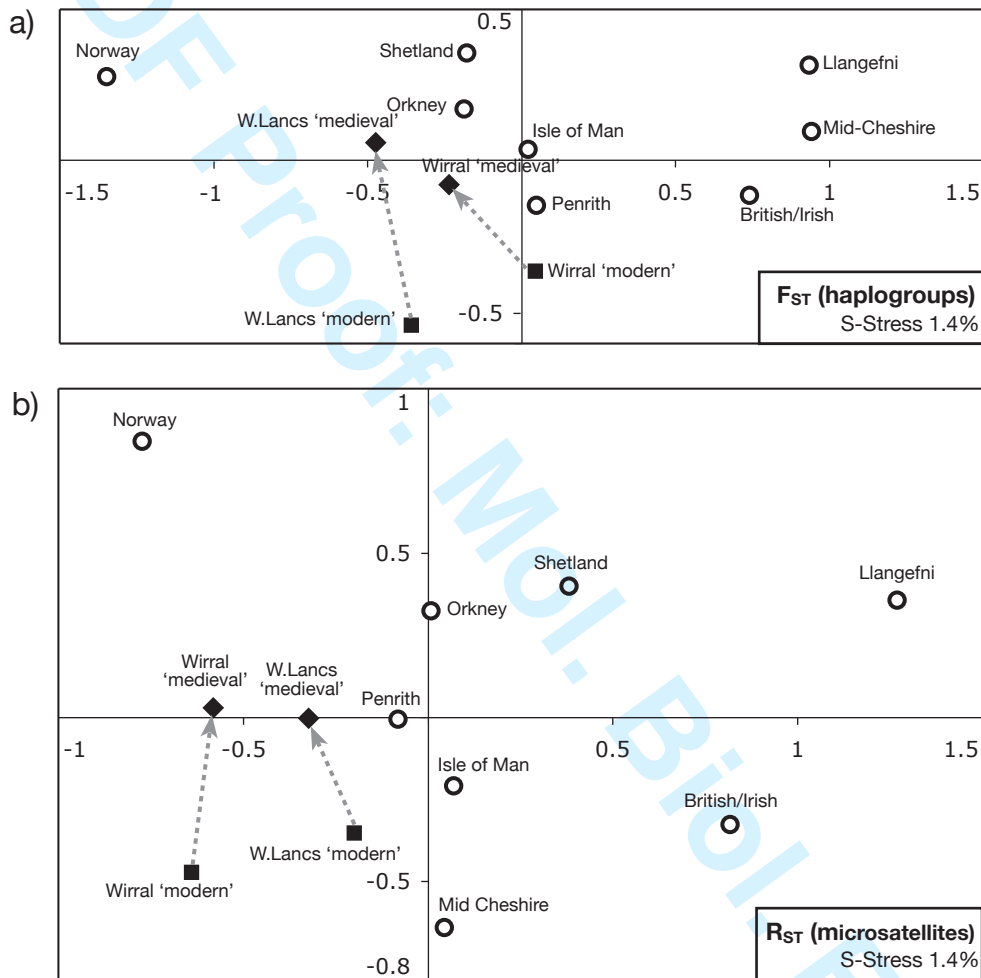 a)
0.5
Norway
Shetland
Llangefni
Orkney
W.Lancs ‘medieval’
Isle of Man
Mid-Cheshire
Wirral ‘medieval’
-1.5
-1
-0.5
0.5
1
1.5
Penrith
British/Irish
Wirral ‘modern’
W.Lancs ‘modern’
-0.5
FST (haplogroups)
S-Stress 1.4%
b)
1
Norway
0.5
Shetland
Llangefni
Orkney
Wirral
‘medieval’
W.Lancs
‘medieval’
Penrith
-1
-0.5
0.5
1
1.5
Isle of Man
British/Irish
W.Lancs ‘modern’
Wirral ‘modern’
-0.5
Mid Cheshire
RST (microsatellites)
S-Stress 1.4%
-0.8
OF Proof: Mol. Biol.